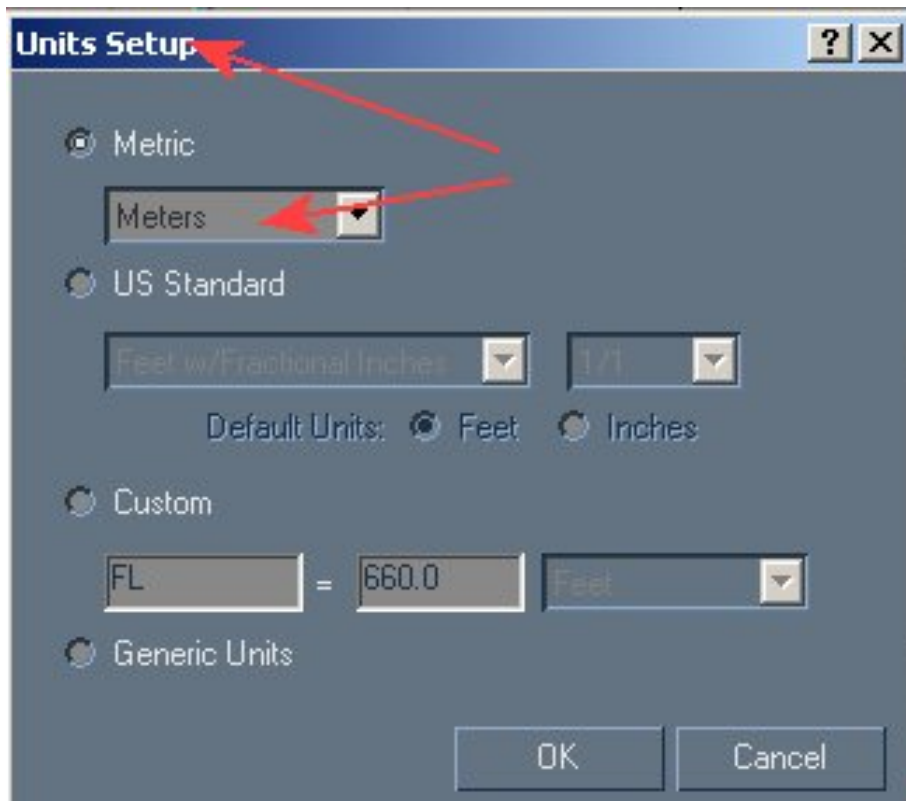 Units Setup
Metric
Meters
US Standard
Feet w/Fractional Inches 1/1
Default Units: Feet Inches
Custom
FL = 660.0 Feet
Generic Units
OK Cancel